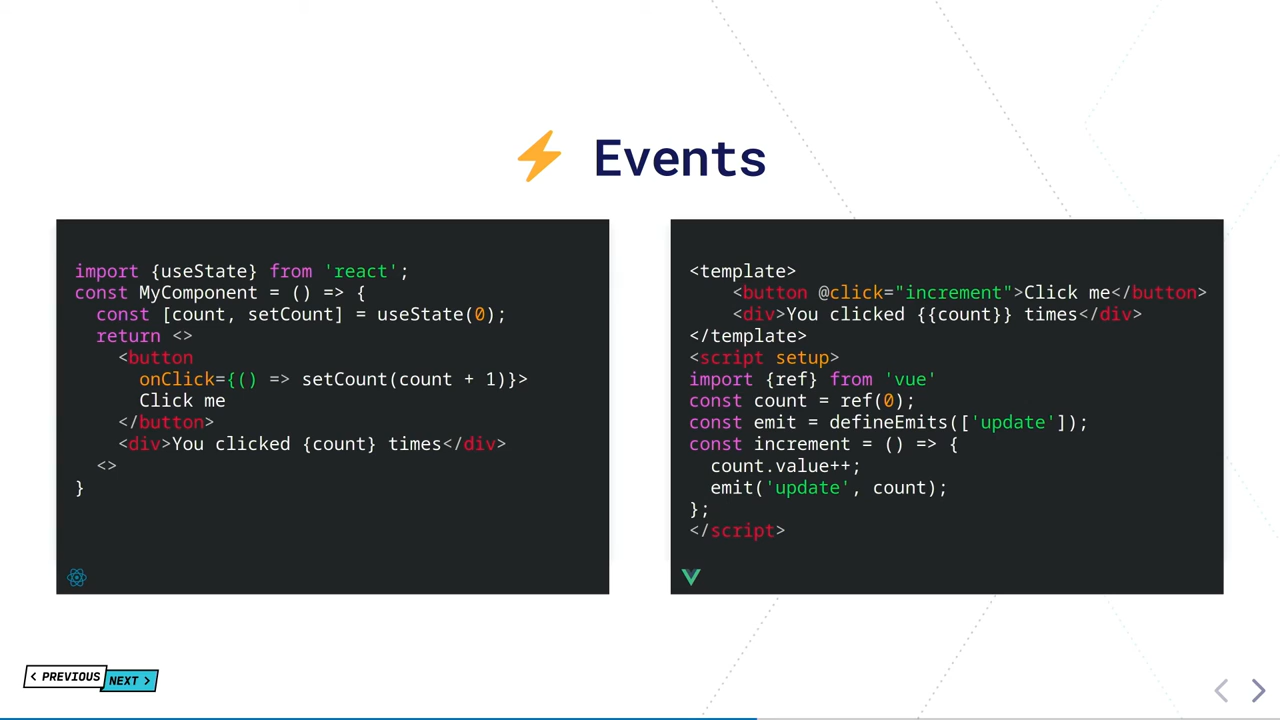 ⚡ Events
import {useState} from 'react';
const MyComponent = () => {
  const [count, setCount] = useState(0);
  return <>
    <button
      onClick={() => setCount(count + 1)}>
      Click me
    </button>
    <div>You clicked {count} times</div>
  <>
}
<template>
    <button @click="increment">Click me</button>
    <div>You clicked {{count}} times</div>
</template>
<script setup>
import {ref} from 'vue'
const count = ref(0);
const emit = defineEmits(['update']);
const increment = () => {
  count.value++;
  emit('update', count);
};
</script>
< PREVIOUS
NEXT >